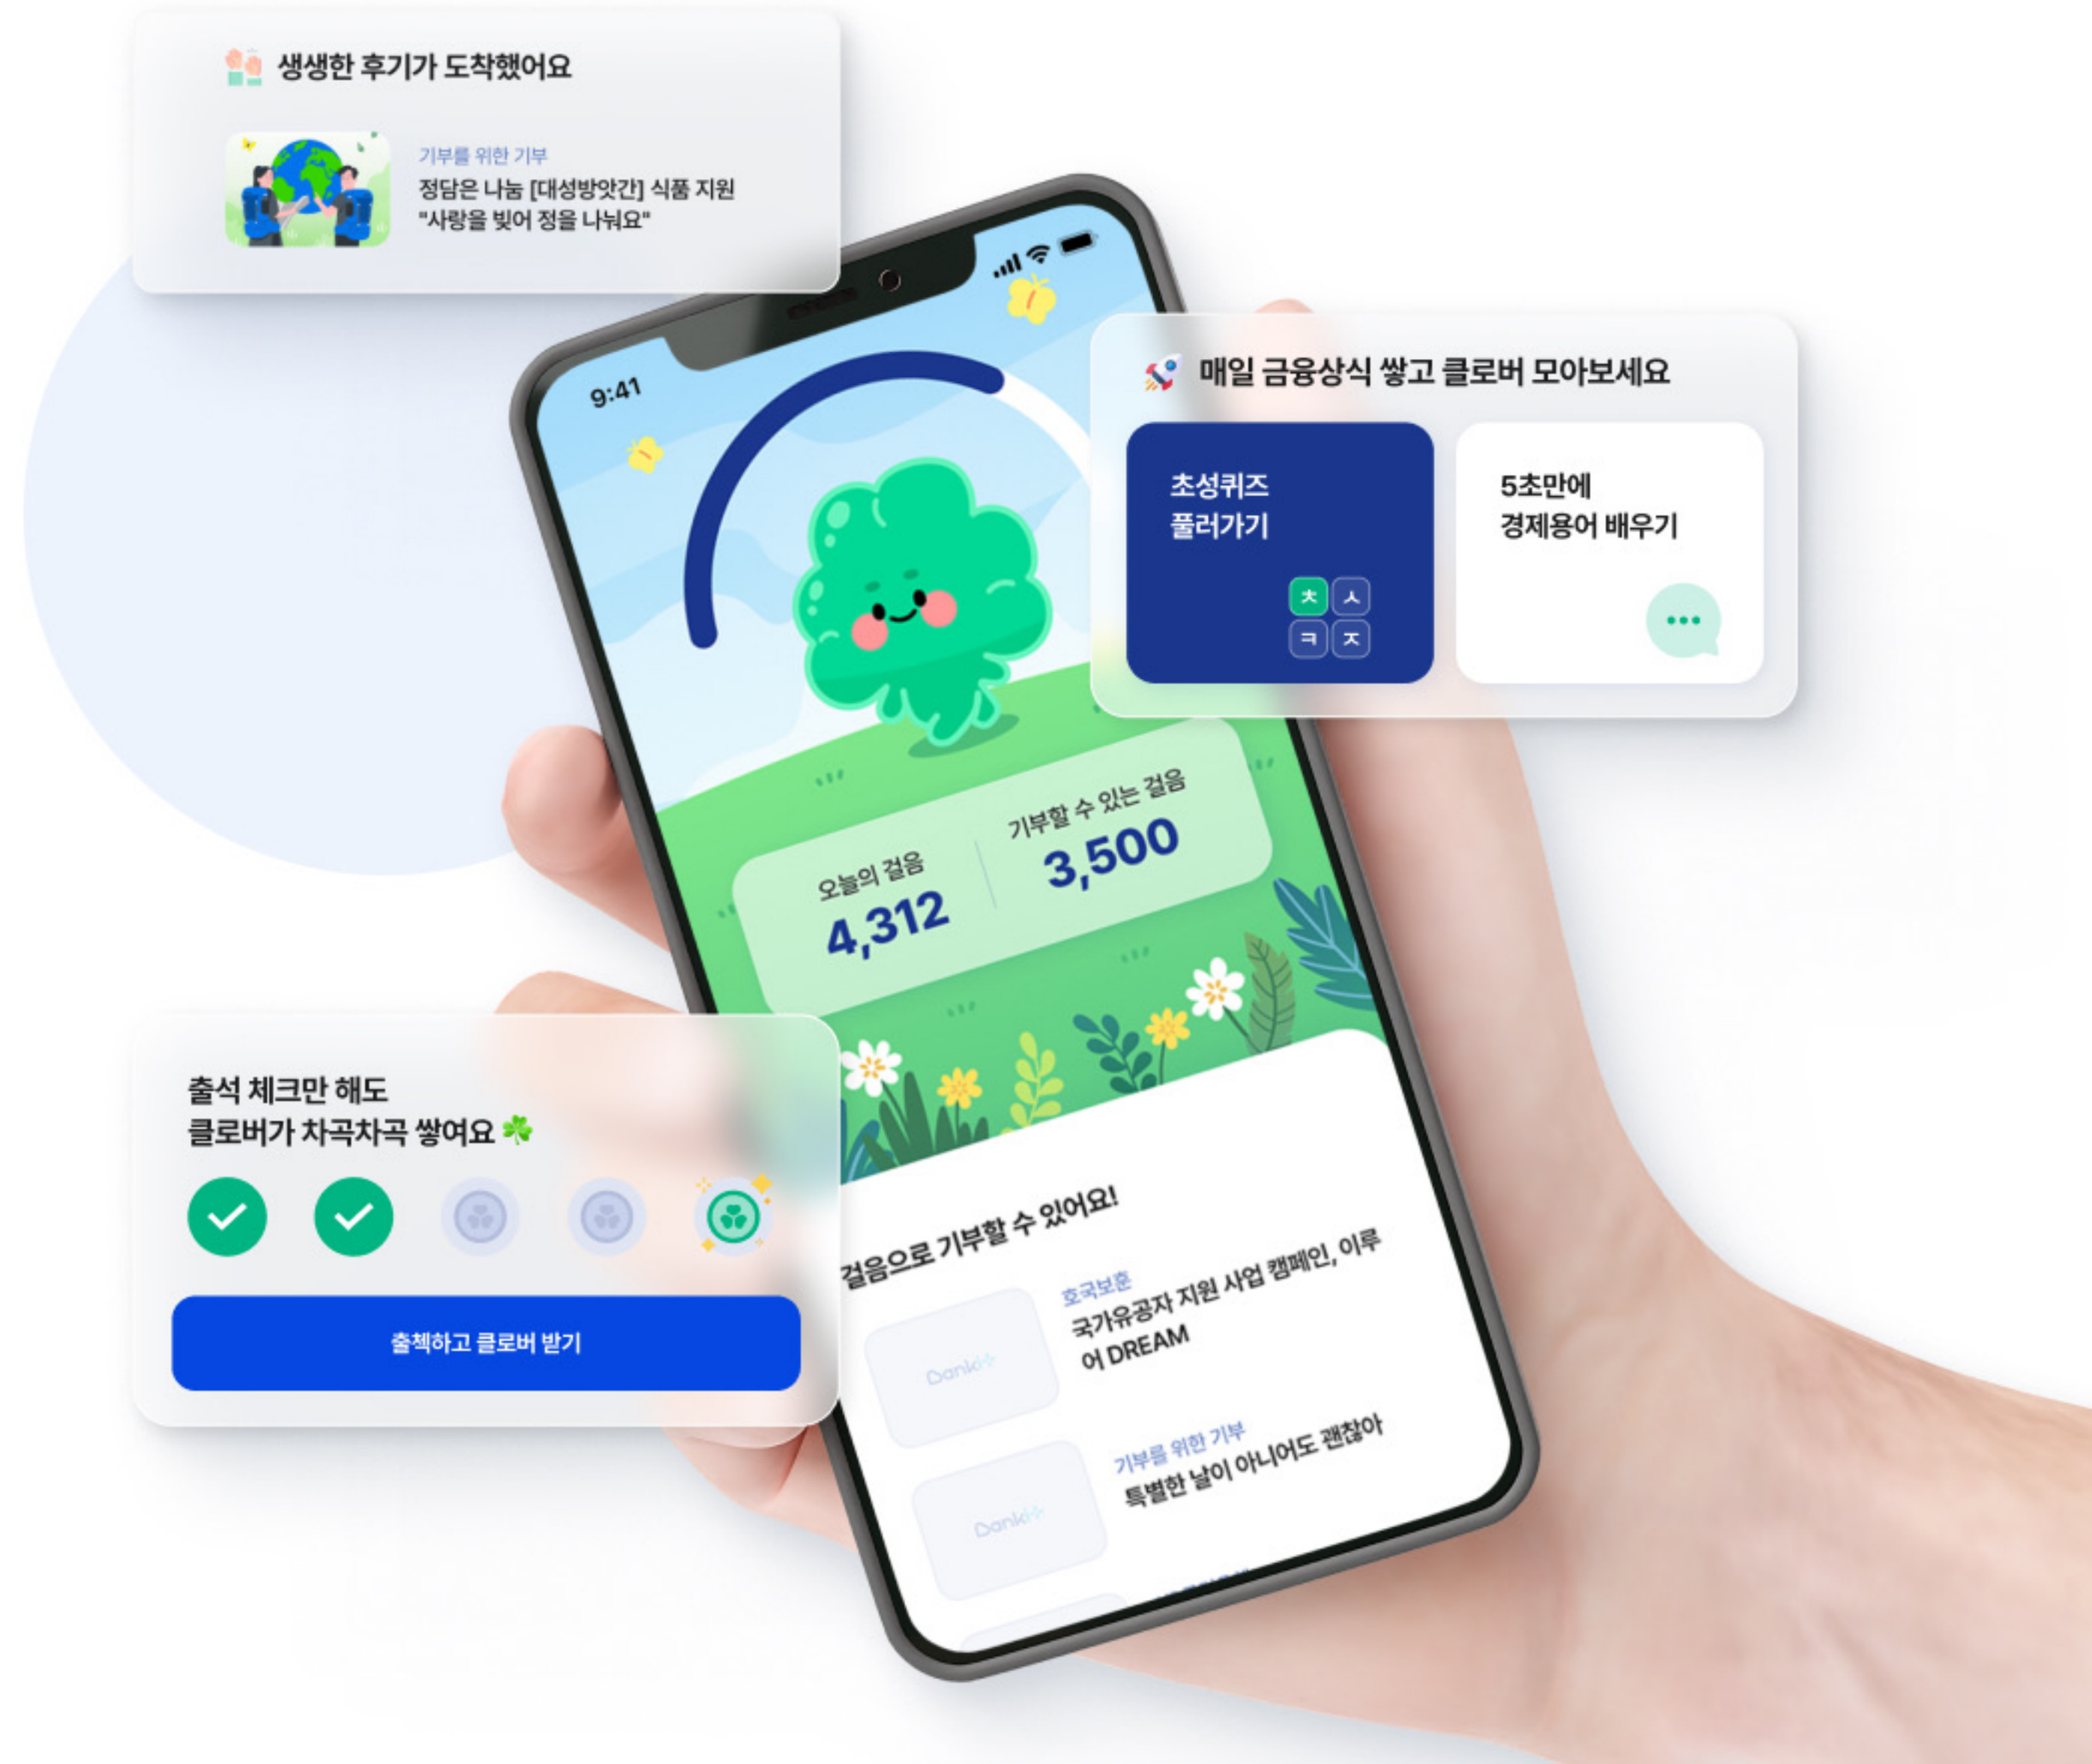 생생한 후기가 도착했어요
기부를 위한 기부
정담은 나눔 [대성방앗간] 식품 지원
"사랑을 빚어 정을 나눠요"
9:41
매일 금융상식 쌓고 클로버 모아보세요
초성퀴즈
풀러가기
ㅊ ㅅ
ㅋ ㅈ
5초만에
경제용어 배우기
오늘의 걸음
4,312
기부할 수 있는 걸음
3,500
출석 체크만 해도
클로버가 차곡차곡 쌓여요
출첵하고 클로버 받기
걸음으로 기부할 수 있어요!
호국보훈
국가유공자 지원 사업 캠페인, 이루
어 DREAM
기부를 위한 기부
특별한 날이 아니어도 괜찮아